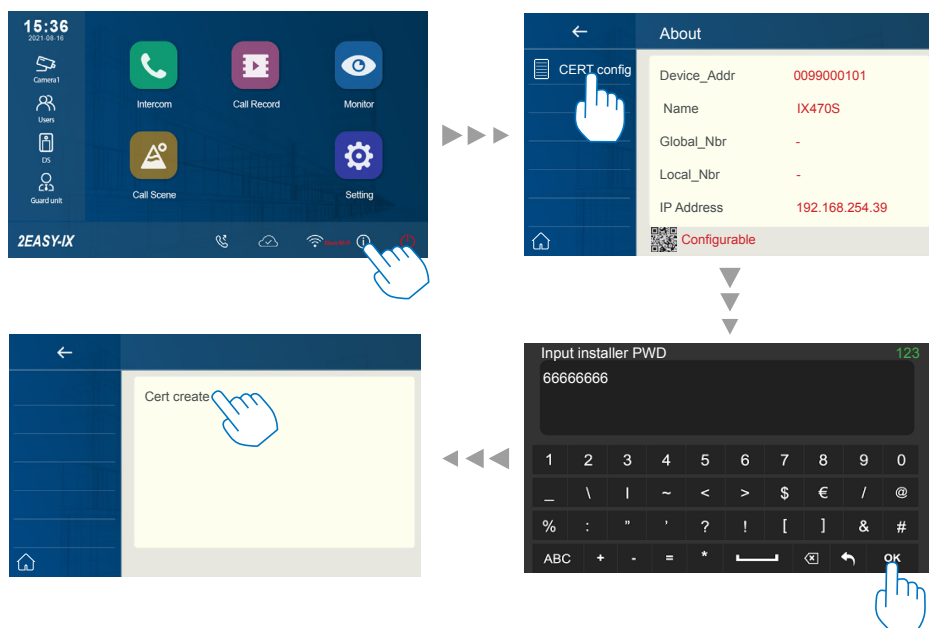 15:36
2021-08-16
Camera1
Users
DS
Guard unit
Intercom
Call Record
Monitor
Call Scene
Setting
2EASY-IX
About
CERT config
Device_Addr 0099000101
Name IX470S
Global_Nbr -
Local_Nbr -
IP Address 192.168.254.39
Configurable
Cert create
Input installer PWD 123
66666666
1 2 3 4 5 6 7 8 9 0
_ \ | ~ < > $ € / @
% : " ' ? ! [ ] & #
ABC + - = * OK